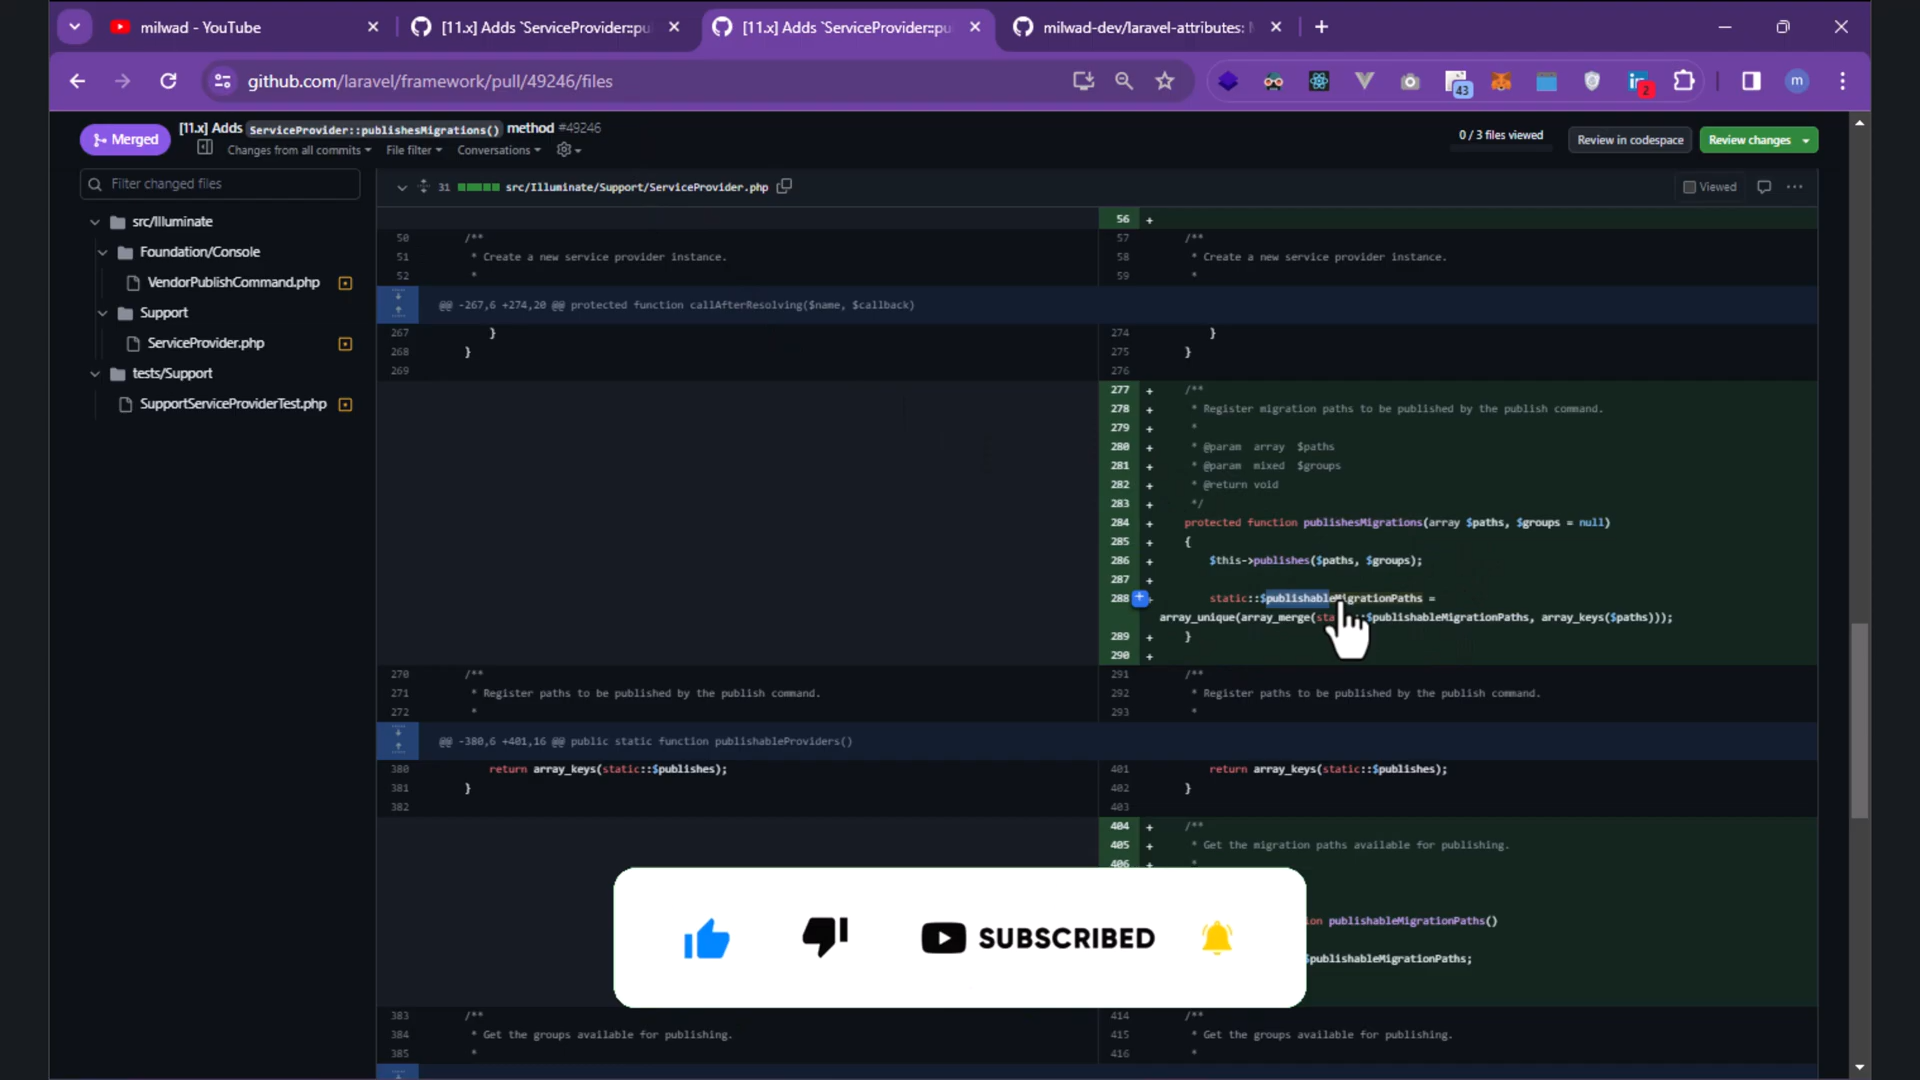 milwad - YouTube
[11.x] Adds `ServiceProvider::pu
[11.x] Adds `ServiceProvider::pu
milwad-dev/laravel-attributes:
github.com/laravel/framework/pull/49246/files
43
2
m
Merged
[11.x] Adds ServiceProvider::publishesMigrations() method #49246
Changes from all commits
File filter
Conversations
0 / 3 files viewed
Review in codespace
Review changes
Filter changed files
src/Illuminate
Foundation/Console
VendorPublishCommand.php
Support
ServiceProvider.php
tests/Support
SupportServiceProviderTest.php
31 src/Illuminate/Support/ServiceProvider.php
Viewed
56 +
50 /** 57 /**
51 * Create a new service provider instance. 58 * Create a new service provider instance.
52 * 59 *
@@ -267,6 +274,20 @@ protected function callAfterResolving($name, $callback)
267 } 274 }
268 } 275 }
269 276
277 + /**
278 + * Register migration paths to be published by the publish command.
279 + *
280 + * @param array $paths
281 + * @param mixed $groups
282 + * @return void
283 + */
284 + protected function publishesMigrations(array $paths, $groups = null)
285 + {
286 + $this->publishes($paths, $groups);
287 +
288 + static::$publishableMigrationPaths =
array_unique(array_merge(sta ::$publishableMigrationPaths, array_keys($paths)));
289 + }
290 +
270 /** 291 /**
271 * Register paths to be published by the publish command. 292 * Register paths to be published by the publish command.
272 * 293 *
@@ -380,6 +401,16 @@ public static function publishableProviders()
380 return array_keys(static::$publishes); 401 return array_keys(static::$publishes);
381 } 402 }
382 403
404 + /**
405 + * Get the migration paths available for publishing.
406 + *
ion publishableMigrationPaths()
$publishableMigrationPaths;
SUBSCRIBED
383 /** 414 /**
384 * Get the groups available for publishing. 415 * Get the groups available for publishing.
385 * 416 *